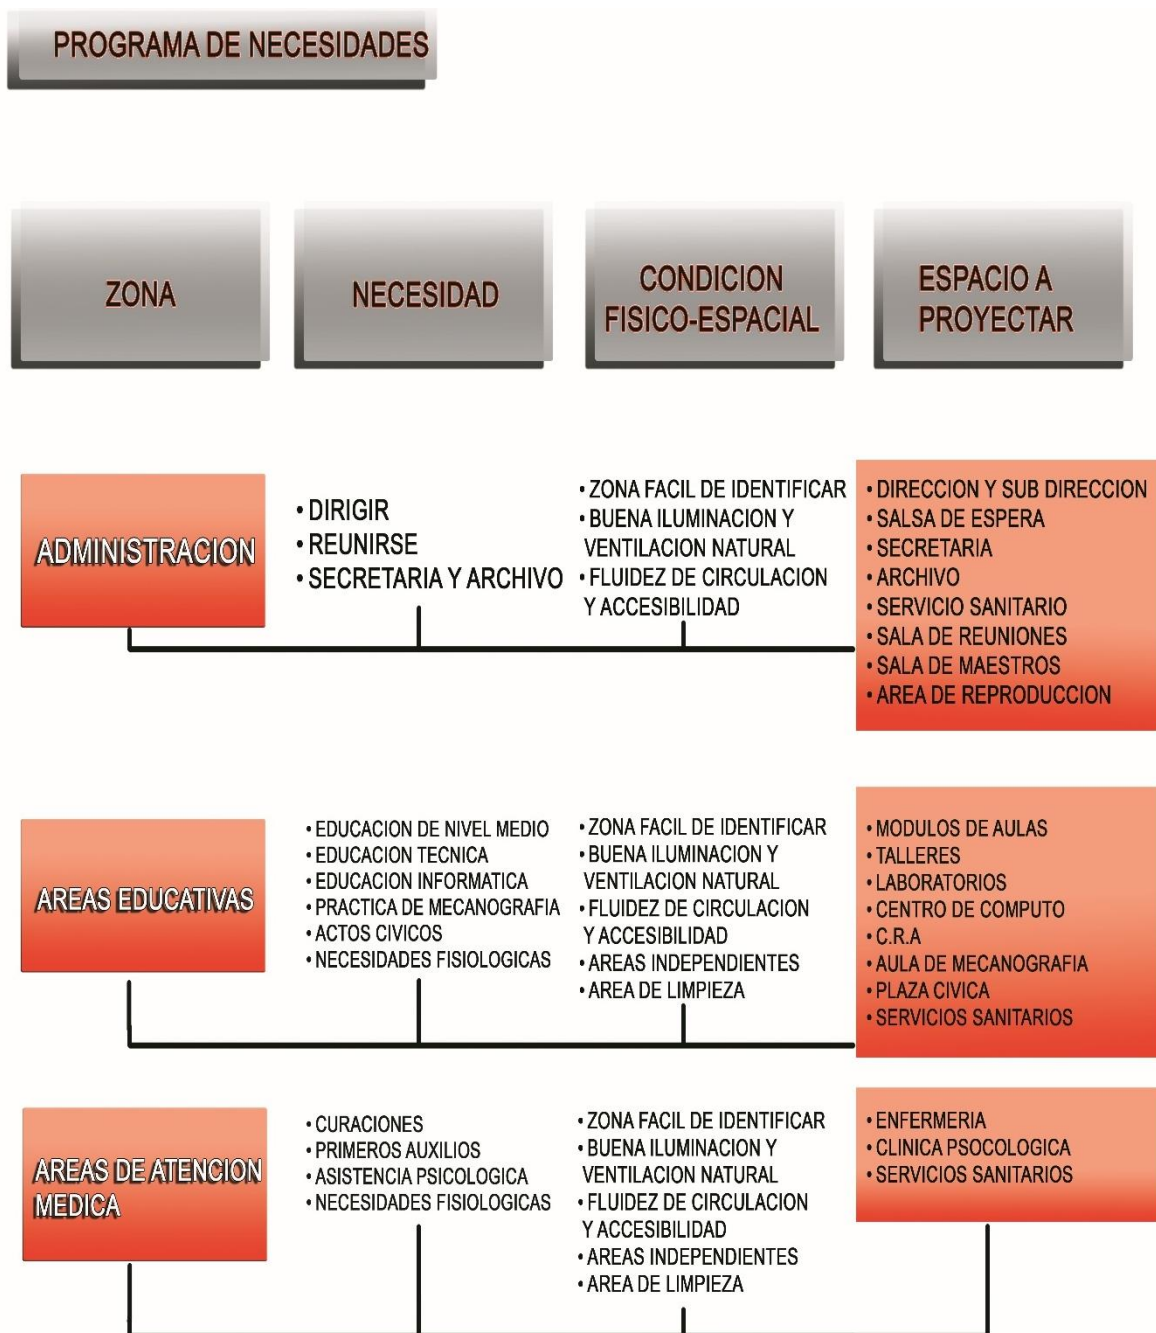 PROGRAMA DE NECESIDADES
ZONA
NECESIDAD
CONDICION
FISICO-ESPACIAL
ESPACIO A
PROYECTAR
ADMINISTRACION
• DIRIGIR
• REUNIRSE
• SECRETARIA Y ARCHIVO
• ZONA FACIL DE IDENTIFICAR
• BUENA ILUMINACION Y
VENTILACION NATURAL
• FLUIDEZ DE CIRCULACION
Y ACCESIBILIDAD
• DIRECCION Y SUB DIRECCION
• SALSA DE ESPERA
• SECRETARIA
• ARCHIVO
• SERVICIO SANITARIO
• SALA DE REUNIONES
• SALA DE MAESTROS
• AREA DE REPRODUCCION
AREAS EDUCATIVAS
• EDUCACION DE NIVEL MEDIO
• EDUCACION TECNICA
• EDUCACION INFORMATICA
• PRACTICA DE MECANOGRAFIA
• ACTOS CIVICOS
• NECESIDADES FISIOLOGICAS
• ZONA FACIL DE IDENTIFICAR
• BUENA ILUMINACION Y
VENTILACION NATURAL
• FLUIDEZ DE CIRCULACION
Y ACCESIBILIDAD
• AREAS INDEPENDIENTES
• AREA DE LIMPIEZA
• MODULOS DE AULAS
• TALLERES
• LABORATORIOS
• CENTRO DE COMPUTO
• C.R.A
• AULA DE MECANOGRAFIA
• PLAZA CIVICA
• SERVICIOS SANITARIOS
AREAS DE ATENCION
MEDICA
• CURACIONES
• PRIMEROS AUXILIOS
• ASISTENCIA PSICOLOGICA
• NECESIDADES FISIOLOGICAS
• ZONA FACIL DE IDENTIFICAR
• BUENA ILUMINACION Y
VENTILACION NATURAL
• FLUIDEZ DE CIRCULACION
Y ACCESIBILIDAD
• AREAS INDEPENDIENTES
• AREA DE LIMPIEZA
• ENFERMERIA
• CLINICA PSOCOLOGICA
• SERVICIOS SANITARIOS